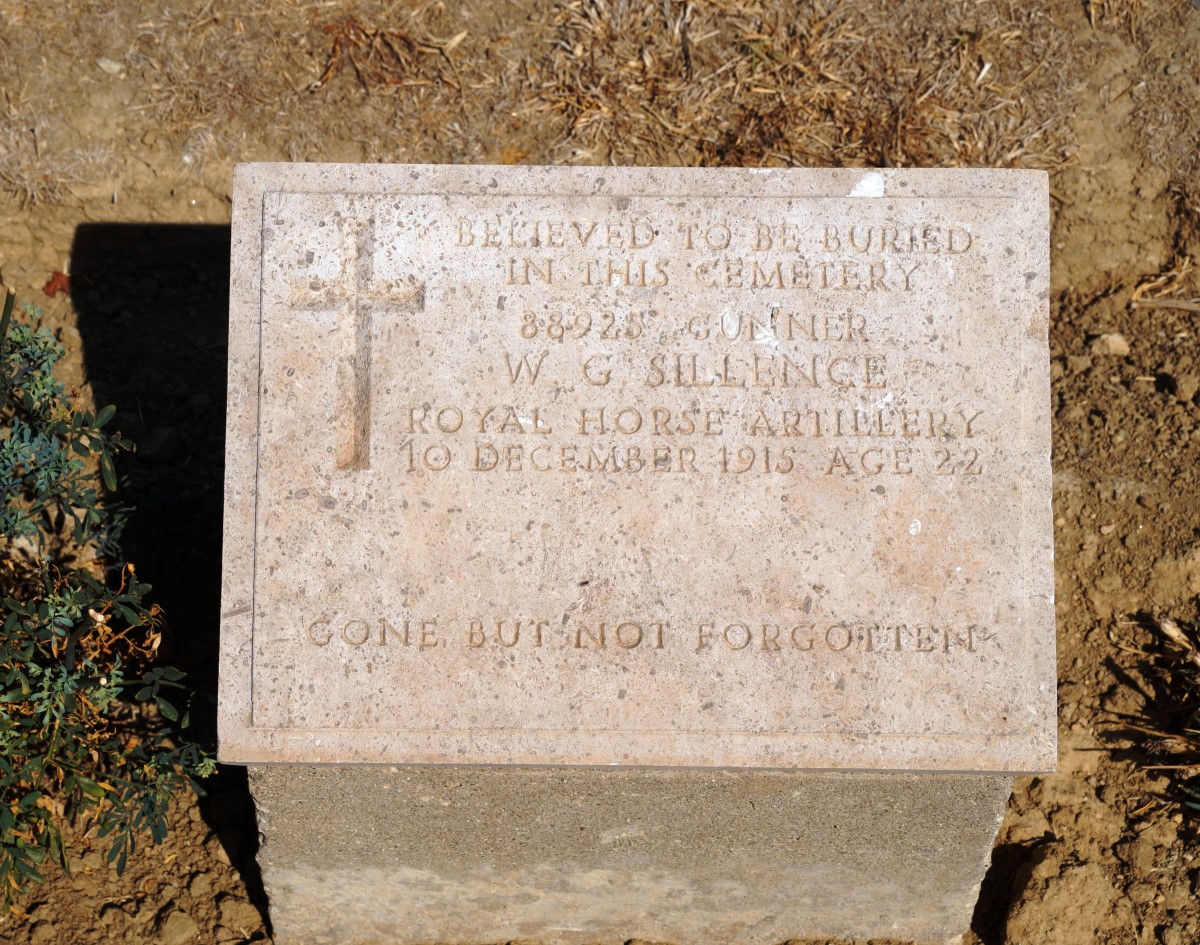 BELIEVED TO BE BURIED
IN THIS CEMETERY
88925 GUNNER
W. G. SILLENCE
ROYAL HORSE ARTILLERY
10 DECEMBER 1915 AGE 22
GONE BUT NOT FORGOTTEN